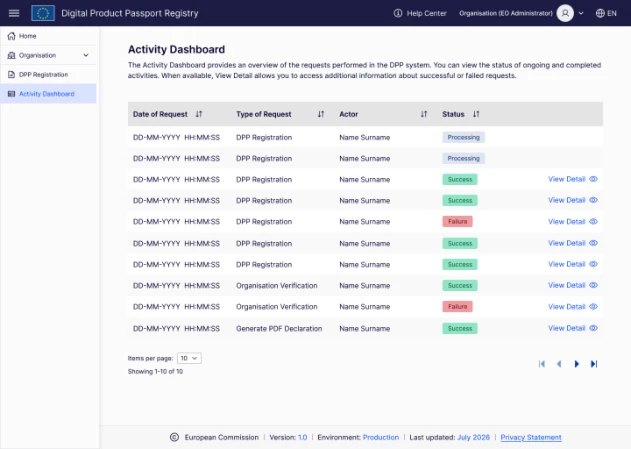 Digital Product Passport Registry
Help Center
Organisation (EO Administrator)
EN
Home
Organisation
DPP Registration
Activity Dashboard
Activity Dashboard
The Activity Dashboard provides an overview of the requests performed in the DPP system. You can view the status of ongoing and completed
activities. When available, View Detail allows you to access additional information about successful or failed requests.
Date of Request Type of Request Actor Status
DD-MM-YYYY HH:MM:SS DPP Registration Name Surname Processing
DD-MM-YYYY HH:MM:SS DPP Registration Name Surname Processing
DD-MM-YYYY HH:MM:SS DPP Registration Name Surname Success View Detail
DD-MM-YYYY HH:MM:SS DPP Registration Name Surname Success View Detail
DD-MM-YYYY HH:MM:SS DPP Registration Name Surname Failure View Detail
DD-MM-YYYY HH:MM:SS DPP Registration Name Surname Success View Detail
DD-MM-YYYY HH:MM:SS DPP Registration Name Surname Success View Detail
DD-MM-YYYY HH:MM:SS Organisation Verification Name Surname Success View Detail
DD-MM-YYYY HH:MM:SS Organisation Verification Name Surname Failure View Detail
DD-MM-YYYY HH:MM:SS Generate PDF Declaration Name Surname Success View Detail
Items per page: 10
Showing 1-10 of 10
© European Commission | Version: 1.0 | Environment: Production | Last updated: July 2026 | Privacy Statement